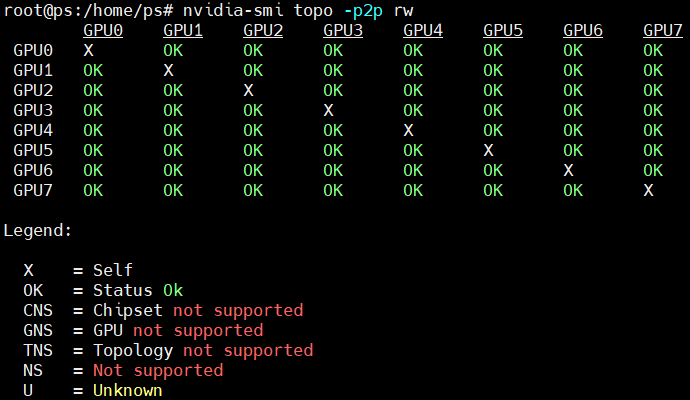 root@ps:/home/ps# nvidia-smi topo -p2p rw
GPU0 GPU1 GPU2 GPU3 GPU4 GPU5 GPU6 GPU7
GPU0 X OK OK OK OK OK OK OK
GPU1 OK X OK OK OK OK OK OK
GPU2 OK OK X OK OK OK OK OK
GPU3 OK OK OK X OK OK OK OK
GPU4 OK OK OK OK X OK OK OK
GPU5 OK OK OK OK OK X OK OK
GPU6 OK OK OK OK OK OK X OK
GPU7 OK OK OK OK OK OK OK X
Legend:
X = Self
OK = Status Ok
CNS = Chipset not supported
GNS = GPU not supported
TNS = Topology not supported
NS = Not supported
U = Unknown